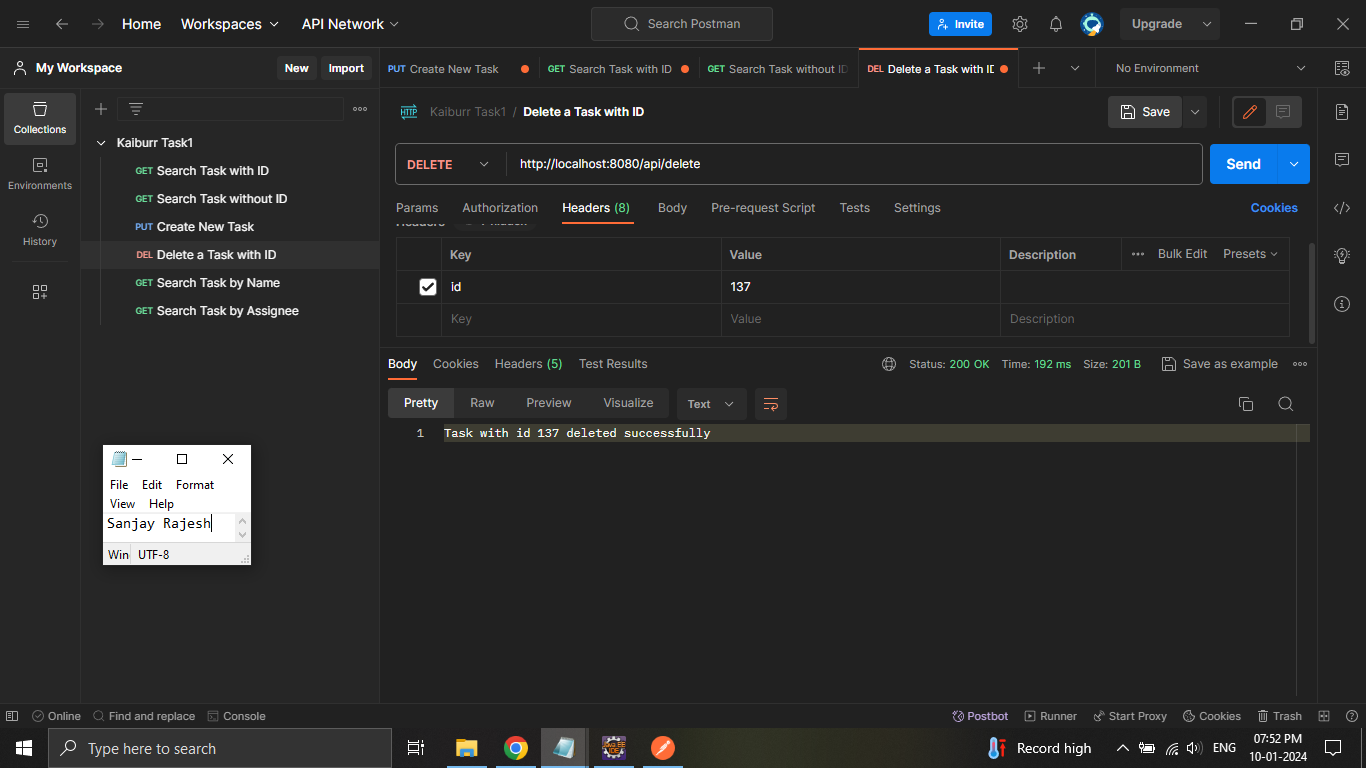 Home Workspaces API Network Search Postman Invite Upgrade
My Workspace New Import PUT Create New Task GET Search Task with ID GET Search Task without ID DEL Delete a Task with ID No Environment
Collections
Environments
History
Kaiburr Task1
GET Search Task with ID
GET Search Task without ID
PUT Create New Task
DEL Delete a Task with ID
GET Search Task by Name
GET Search Task by Assignee
HTTP Kaiburr Task1 / Delete a Task with ID Save
DELETE http://localhost:8080/api/delete Send
Params Authorization Headers (8) Body Pre-request Script Tests Settings Cookies
Key Value Description Bulk Edit Presets
id 137
Key Value Description
Body Cookies Headers (5) Test Results Status: 200 OK Time: 192 ms Size: 201 B Save as example
Pretty Raw Preview Visualize Text
1 Task with id 137 deleted successfully
File Edit Format
View Help
Sanjay Rajesh
Win UTF-8
Online Find and replace Console Postbot Runner Start Proxy Cookies Trash
Type here to search Record high ENG 07:52 PM
10-01-2024